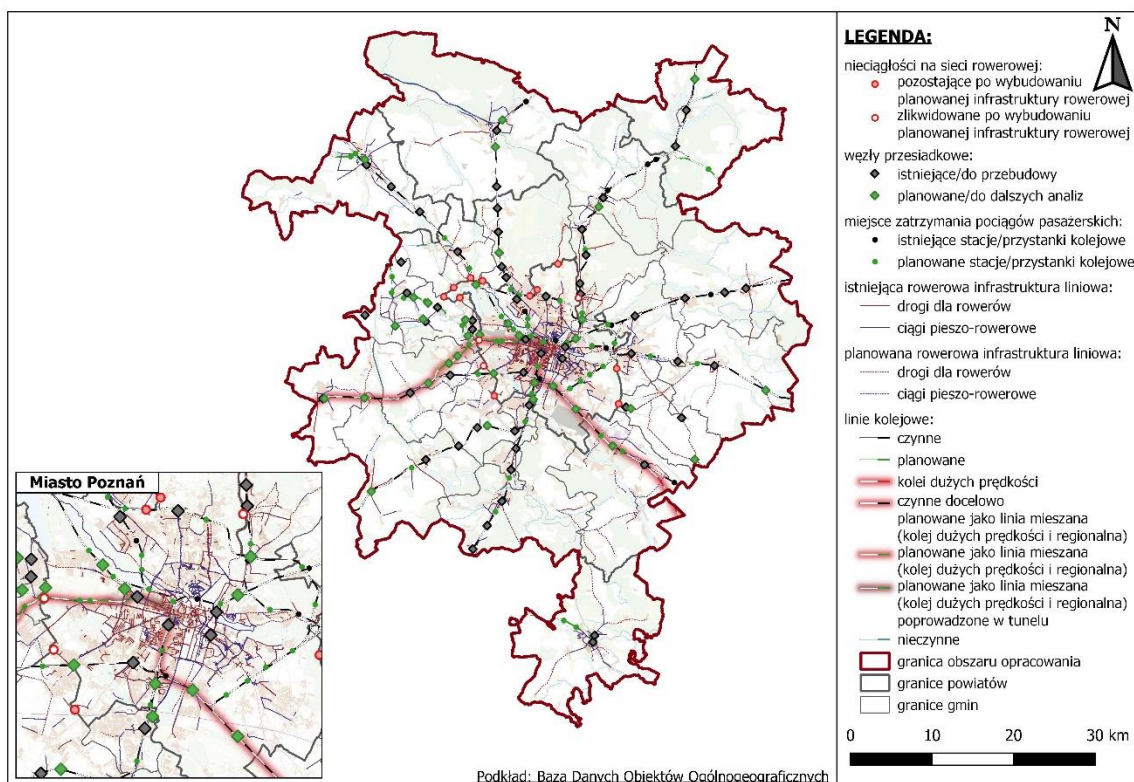 LEGENDA:
N
nieciągłości na sieci rowerowej:
pozostające po wybudowaniu
planowanej infrastruktury rowerowej
zlikwidowane po wybudowaniu
planowanej infrastruktury rowerowej
węzły przesiadkowe:
istniejące/do przebudowy
planowane/do dalszych analiz
miejsce zatrzymania pociągów pasażerskich:
istniejące stacje/przystanki kolejowe
planowane stacje/przystanki kolejowe
istniejąca rowerowa infrastruktura liniowa:
drogi dla rowerów
ciągi pieszo-rowerowe
planowana rowerowa infrastruktura liniowa:
drogi dla rowerów
ciągi pieszo-rowerowe
linie kolejowe:
czynne
planowane
kolei dużych prędkości
czynne docelowo
planowane jako linia mieszana
(kolej dużych prędkości i regionalna)
planowane jako linia mieszana
(kolej dużych prędkości i regionalna)
planowane jako linia mieszana
(kolej dużych prędkości i regionalna)
poprowadzone w tunelu
nieczynne
granica obszaru opracowania
granice powiatów
granice gmin
0 10 20 30 km
Miasto Poznań
Podkład: Baza Danych Obiektów Ogólnogeograficznych